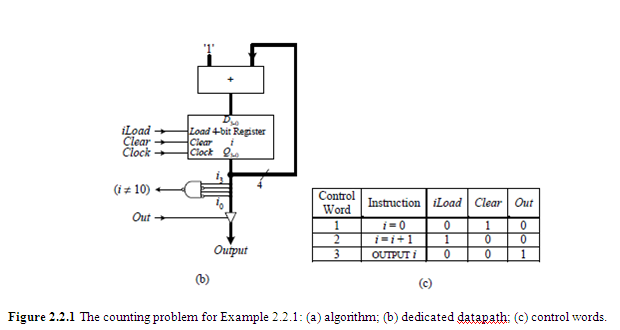 '1'
+
D3-0
iLoad
Load 4-bit Register
Clear
Clear i
Clock
Clock Q3-0
i3
4
(i ≠ 10)
i0
Out
Output
(b)
Control Word Instruction iLoad Clear Out
1 i = 0 0 1 0
2 i = i + 1 1 0 0
3 OUTPUT i 0 0 1
(c)
Figure 2.2.1 The counting problem for Example 2.2.1: (a) algorithm; (b) dedicated datapath; (c) control words.